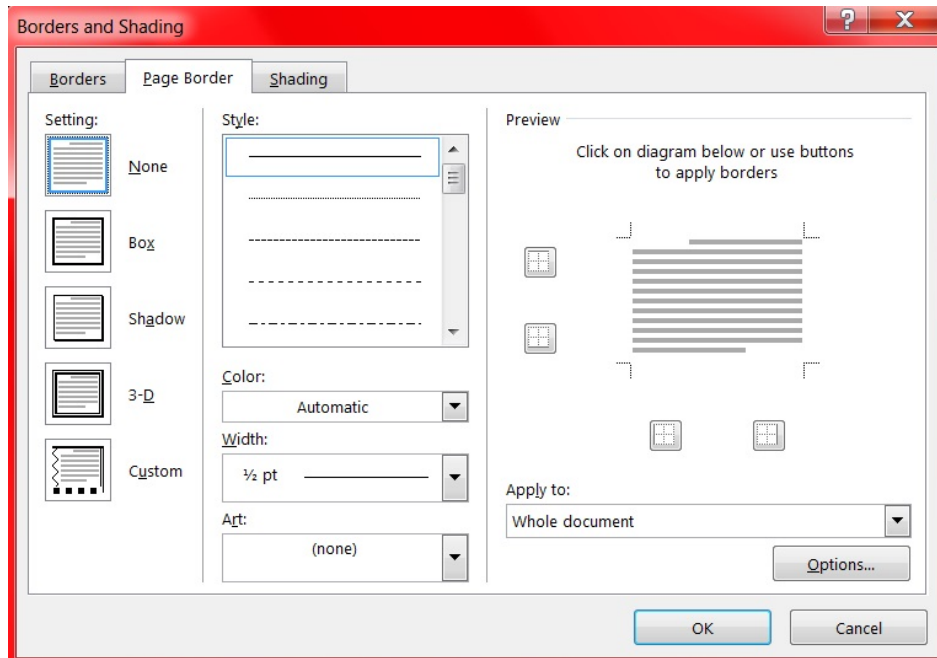 Borders and Shading
?
X
Borders
Page Border
Shading
Setting:
None
Box
Shadow
3-D
Custom
Style:
Color:
Automatic
Width:
½ pt
Art:
(none)
Preview
Click on diagram below or use buttons
to apply borders
Apply to:
Whole document
Options...
OK
Cancel